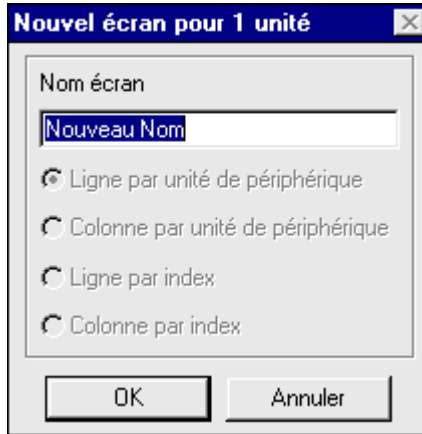 Nouvel écran pour 1 unité
Nom écran
Nouveau Nom
Ligne par unité de périphérique
Colonne par unité de périphérique
Ligne par index
Colonne par index
OK Annuler